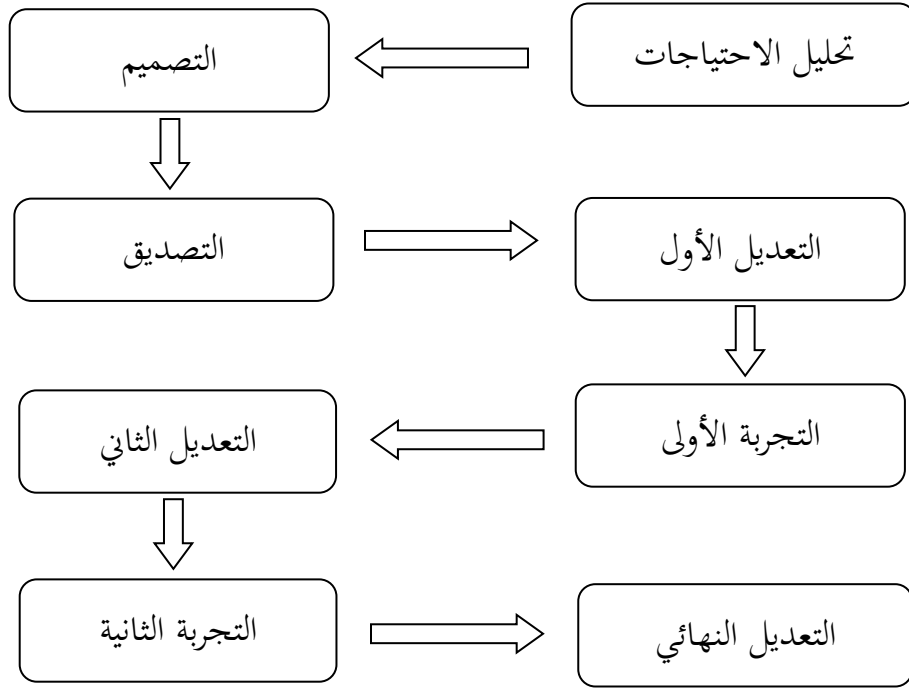 تحليل الاحتياجات
التصميم
التصديق
التعديل الأول
التجربة الأولى
التعديل الثاني
التجربة الثانية
التعديل النهائي